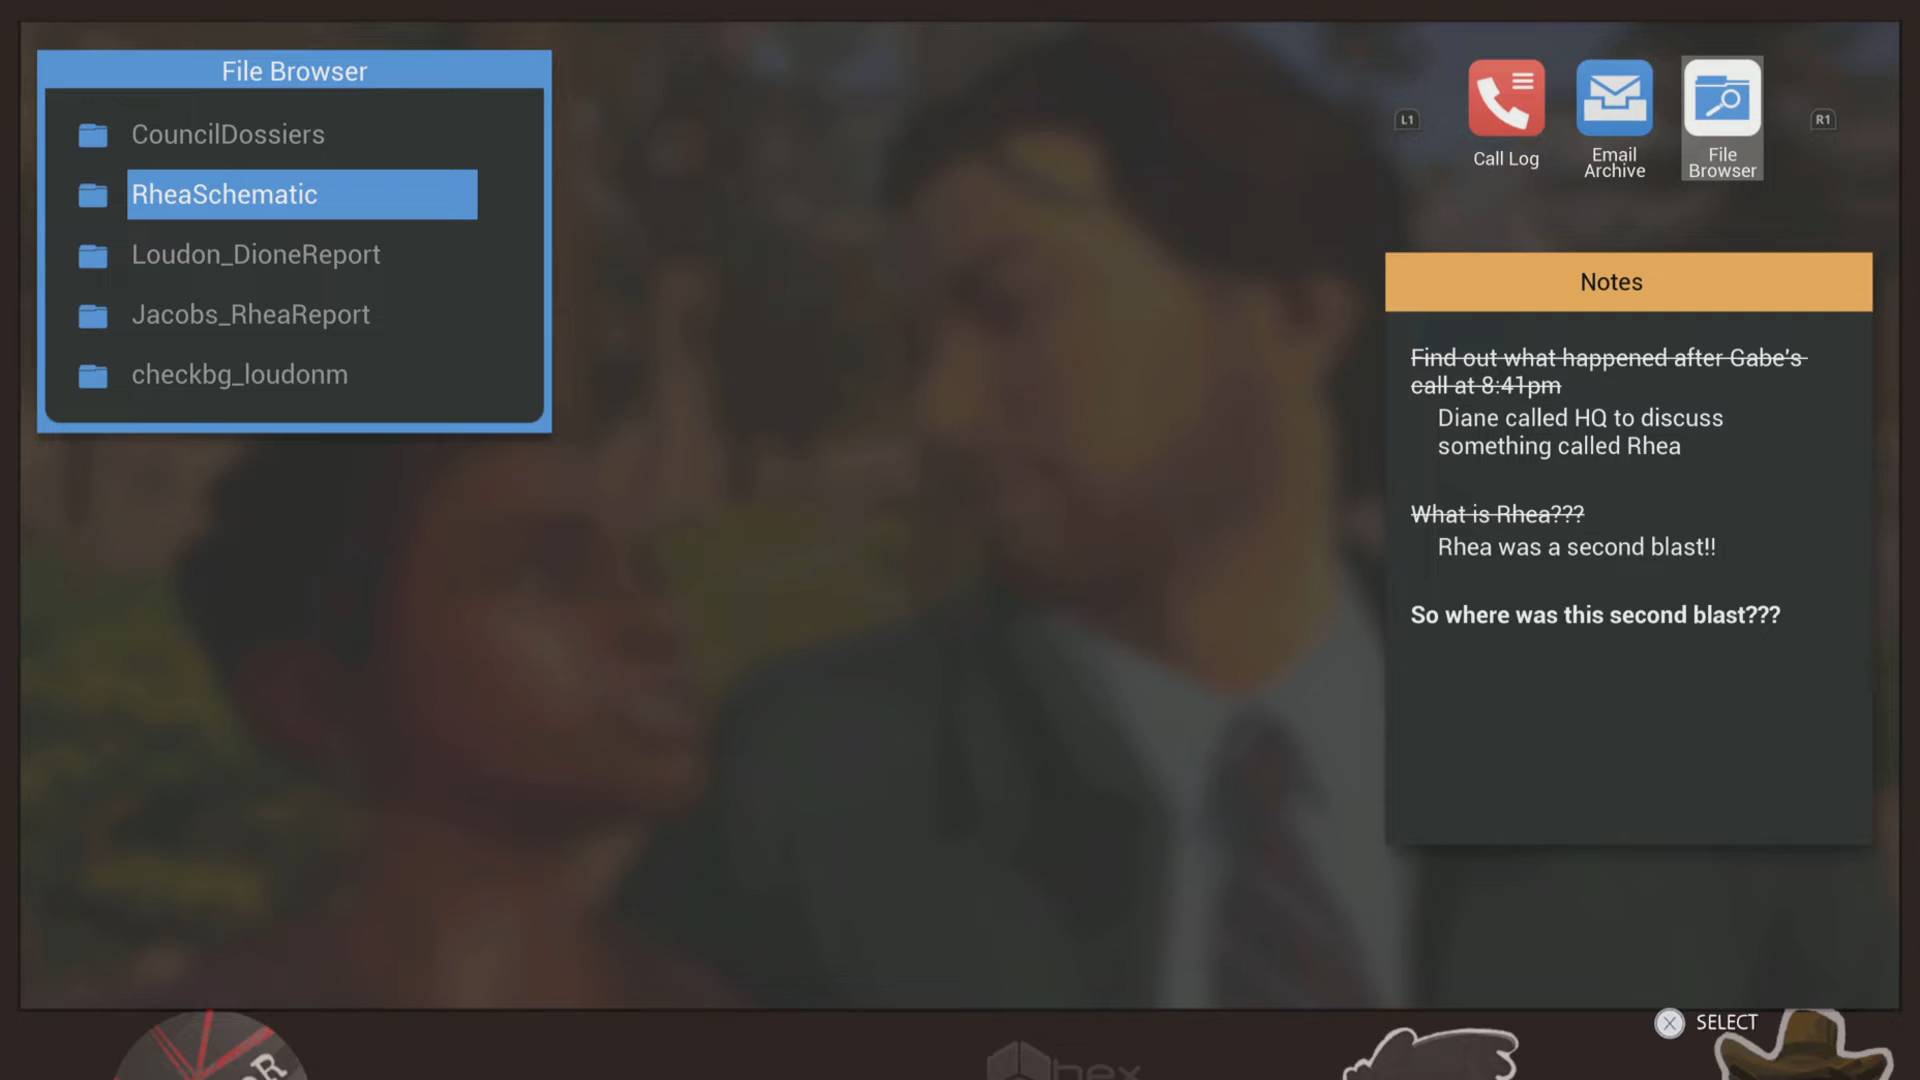 File Browser
CouncilDossiers
RheaSchematic
Loudon_DioneReport
Jacobs_RheaReport
checkbg_loudonm
L1
Call Log
Email
Archive
File
Browser
R1
Notes
Find out what happened after Gabe's
call at 8:41pm
Diane called HQ to discuss
something called Rhea
What is Rhea???
Rhea was a second blast!!
So where was this second blast???
SELECT
hex